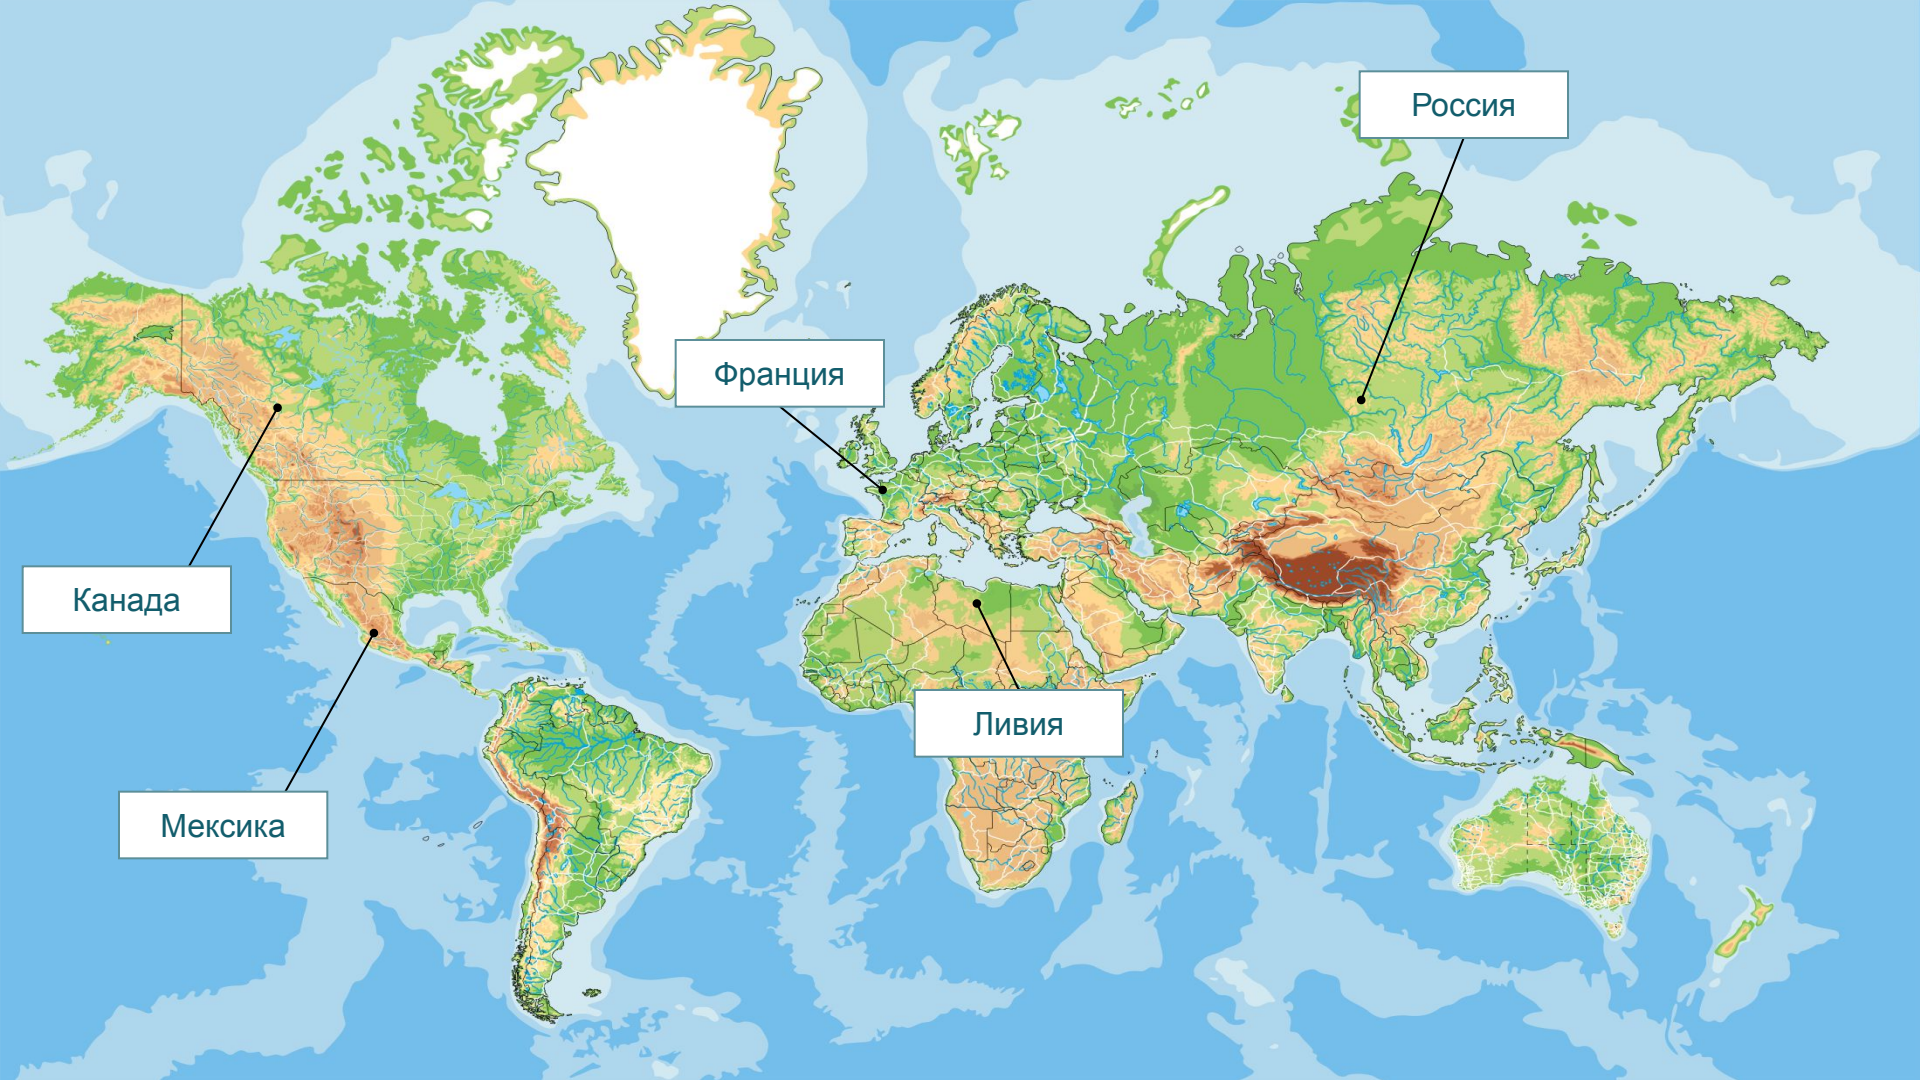 Россия
Франция
Канада
Ливия
Мексика